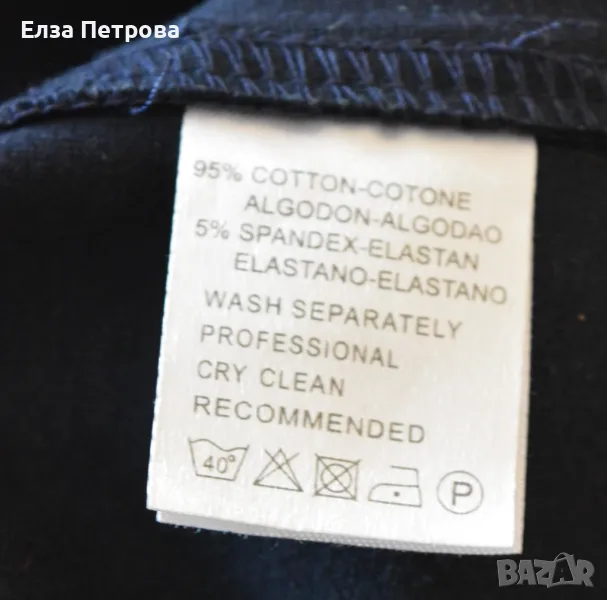 Елза Петрова
95% COTTON-COTONE
ALGODON-ALGODAO
5% SPANDEX-ELASTAN
ELASTANO-ELASTANO
WASH SEPARATELY
PROFESSIONAL
CRY CLEAN
RECOMMENDED
40° P
BAZAR